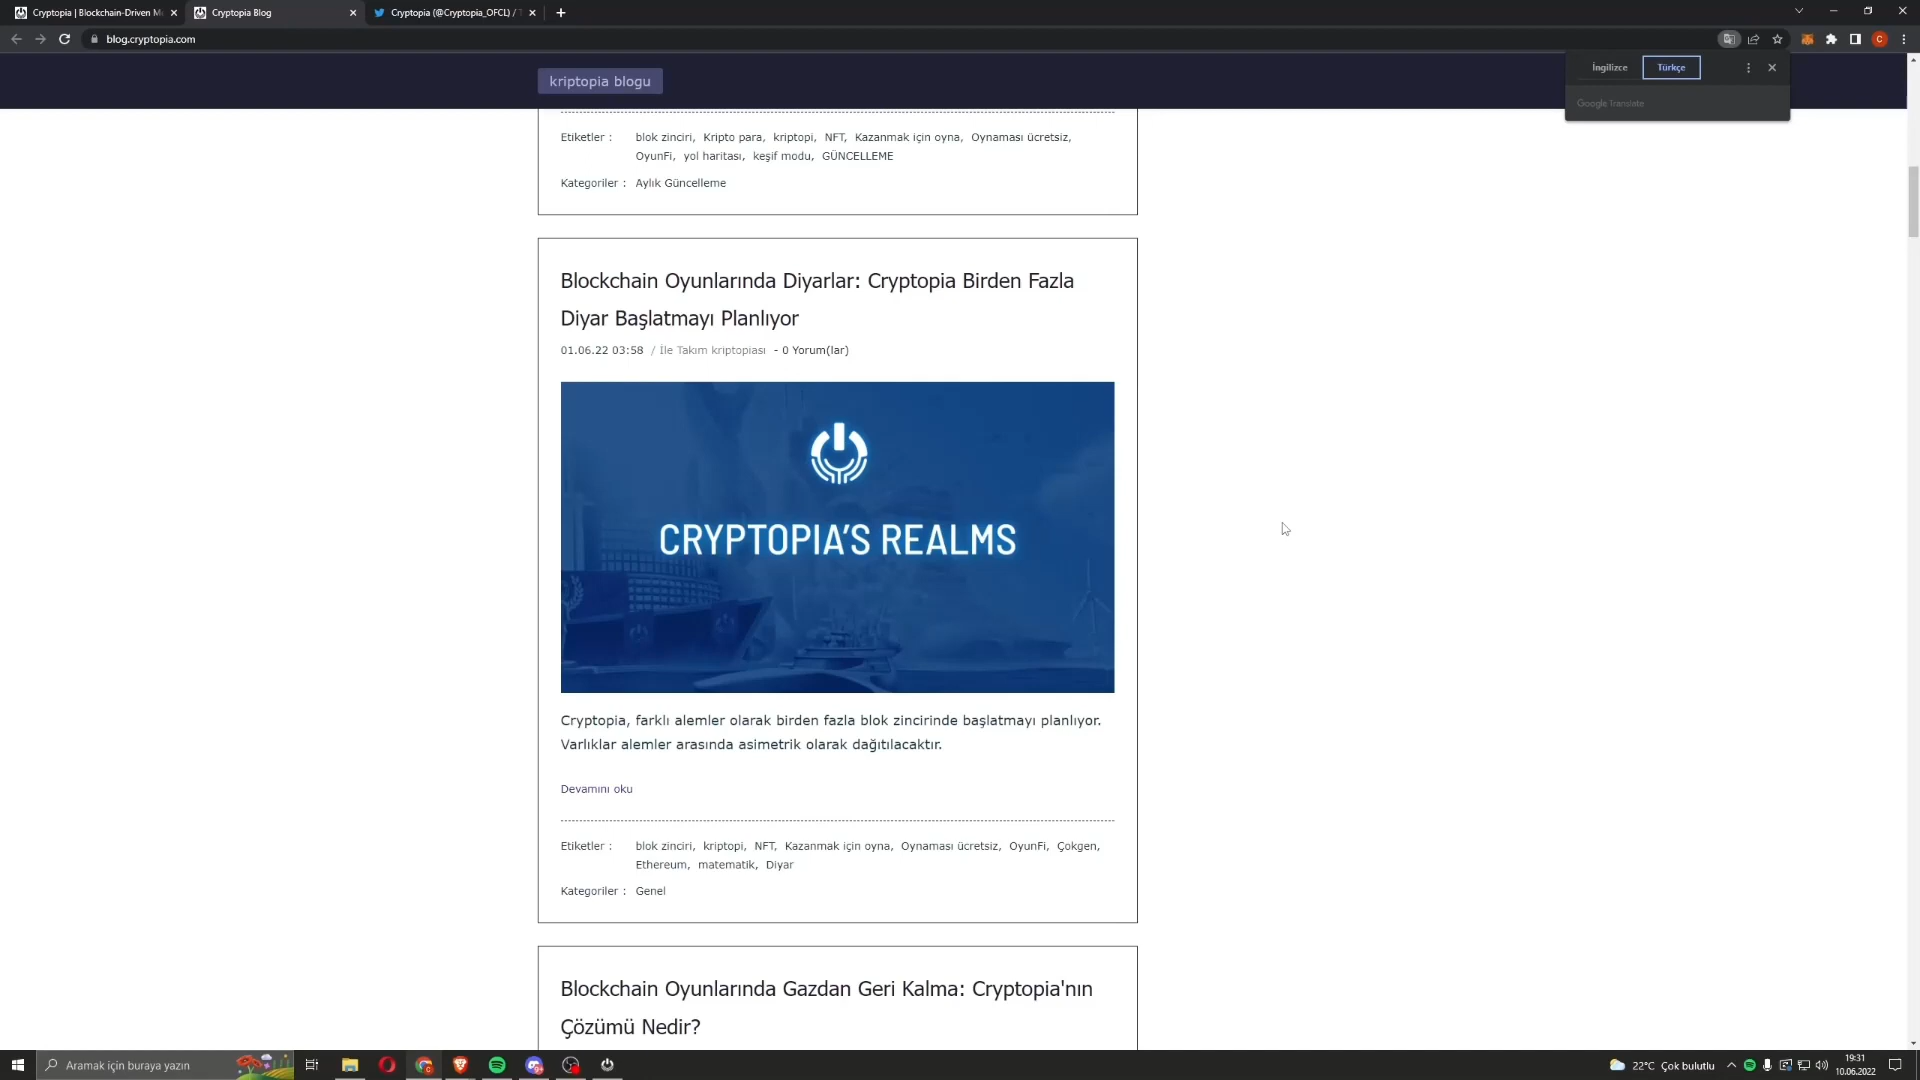 Cryptopia | Blockchain-Driven M
Cryptopia Blog
Cryptopia (@Cryptopia_OFCL) / T
blog.cryptopia.com
C
kriptopia blogu
İngilizce
Türkçe
Google Translate
Etiketler :
blok zinciri, Kripto para, kriptopi, NFT, Kazanmak için oyna, Oynaması ücretsiz,
OyunFi, yol haritası, keşif modu, GÜNCELLEME
Kategoriler : Aylık Güncelleme
Blockchain Oyunlarında Diyarlar: Cryptopia Birden Fazla
Diyar Başlatmayı Planlıyor
01.06.22 03:58 / İle Takım kriptopiası - 0 Yorum(lar)
CRYPTOPIA'S REALMS
Cryptopia, farklı alemler olarak birden fazla blok zincirinde başlatmayı planlıyor.
Varlıklar alemler arasında asimetrik olarak dağıtılacaktır.
Devamını oku
Etiketler :
blok zinciri, kriptopi, NFT, Kazanmak için oyna, Oynaması ücretsiz, OyunFi, Çokgen,
Ethereum, matematik, Diyar
Kategoriler : Genel
Blockchain Oyunlarında Gazdan Geri Kalma: Cryptopia'nın
Çözümü Nedir?
Aramak için buraya yazın
22°C Çok bulutlu
19:31
10.06.2022